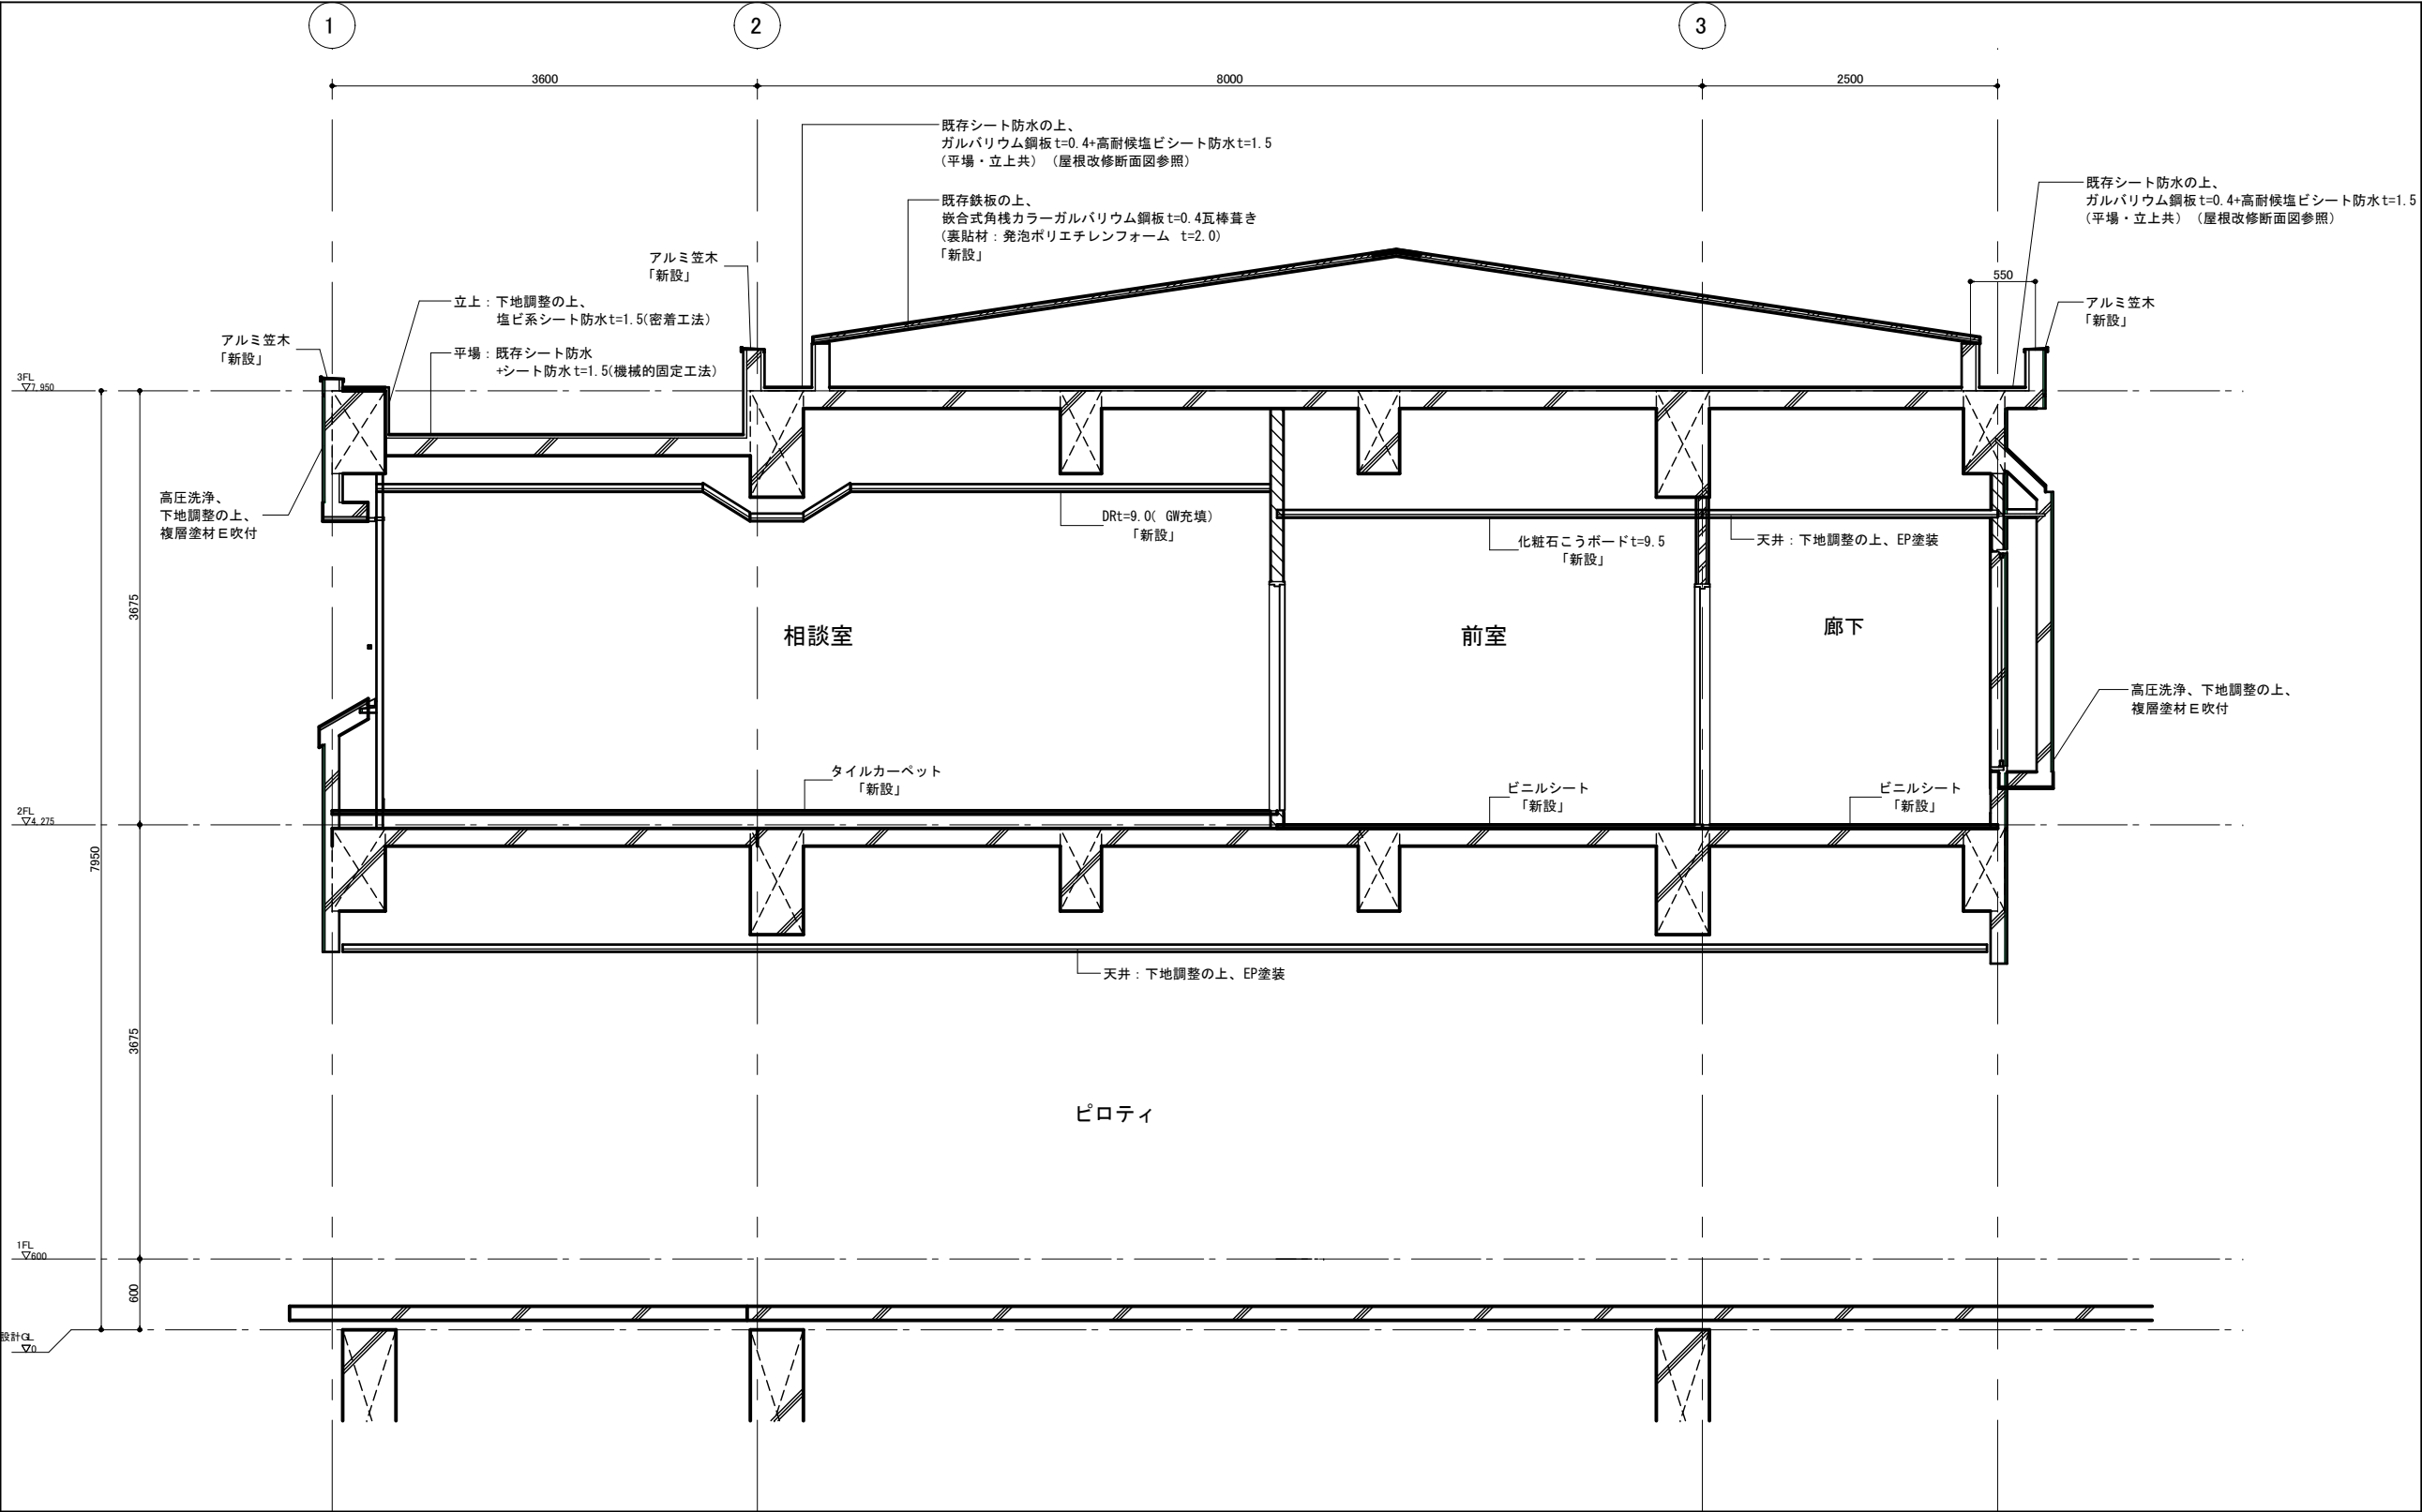 1
2
3
3600
8000
2500
既存シート防水の上、
ガルバリウム鋼板t=0.4+高耐候塩ビシート防水t=1.5
(平場・立上共)（屋根改修断面図参照)
既存鉄板の上、
嵌合式角桟カラーガルバリウム鋼板t=0.4瓦棒葺き
(裏貼材：発泡ポリエチレンフォーム t=2.0)
「新設」
既存シート防水の上、
ガルバリウム鋼板t=0.4+高耐候塩ビシート防水t=1.5
(平場・立上共)（屋根改修断面図参照)
アルミ笠木
「新設」
550
アルミ笠木
「新設」
立上：下地調整の上、
塩ビ系シート防水t=1.5(密着工法)
アルミ笠木
「新設」
平場：既存シート防水
+シート防水t=1.5(機械的固定工法)
3FL
▽7,950
高圧洗浄、
下地調整の上、
複層塗材Ｅ吹付
DRt=9.0( GW充填)
「新設」
化粧石こうボードt=9.5
「新設」
天井：下地調整の上、EP塗装
3675
相談室
前室
廊下
高圧洗浄、下地調整の上、
複層塗材Ｅ吹付
タイルカーペット
「新設」
ビニルシート
「新設」
ビニルシート
「新設」
2FL
▽4,275
7950
天井：下地調整の上、EP塗装
3675
ピロティ
1FL
▽600
600
設計GL
▽0